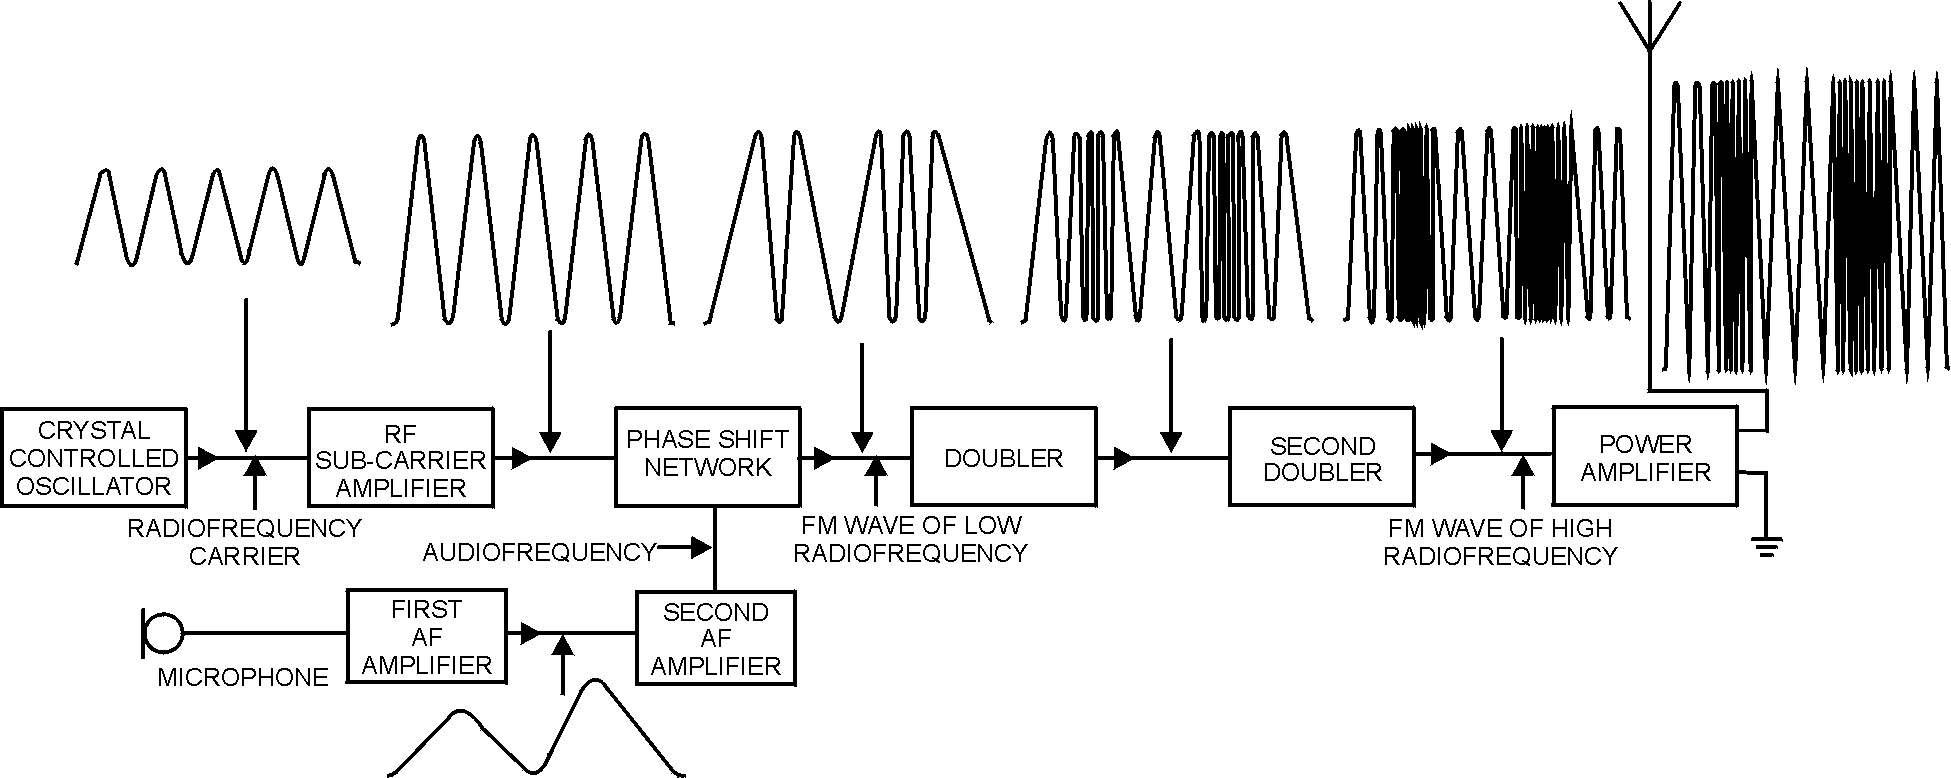 CRYSTAL
CONTROLLED
OSCILLATOR
RF
SUB-CARRIER
AMPLIFIER
PHASE SHIFT
NETWORK
DOUBLER
SECOND
DOUBLER
POWER
AMPLIFIER
RADIOFREQUENCY
CARRIER
AUDIOFREQUENCY
FM WAVE OF LOW
RADIOFREQUENCY
FM WAVE OF HIGH
RADIOFREQUENCY
MICROPHONE
FIRST
AF
AMPLIFIER
SECOND
AF
AMPLIFIER